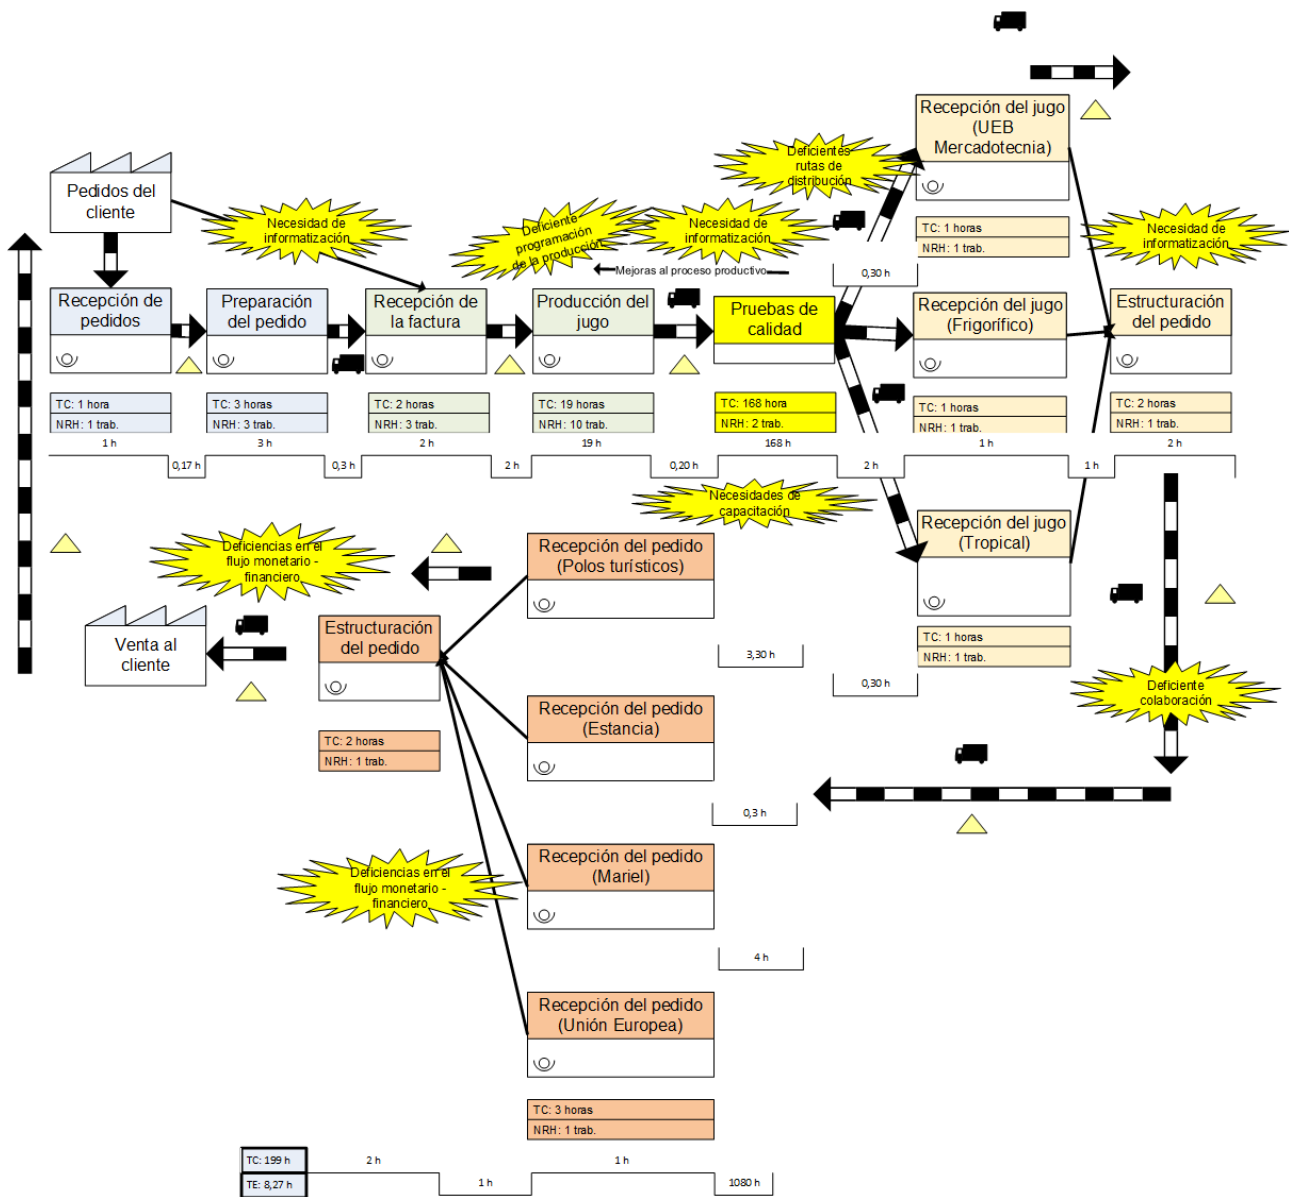 Pedidos del
cliente
Necesidad de
informatización
Deficiente
programación
de la producción
Necesidad de
informatización
Deficientes
rutas de
distribución
Recepción del jugo
(UEB
Mercadotecnia)
TC: 1 horas
NRH: 1 trab.
Necesidad de
informatización
Mejoras al proceso productivo
0,30 h
Recepción de
pedidos
Preparación
del pedido
Recepción de
la factura
Producción del
jugo
Pruebas de
calidad
Recepción del jugo
(Frigorífico)
Estructuración
del pedido
TC: 1 hora
NRH: 1 trab.
TC: 3 horas
NRH: 3 trab.
TC: 2 horas
NRH: 3 trab.
TC: 19 horas
NRH: 10 trab.
TC: 168 hora
NRH: 2 trab.
TC: 1 horas
NRH: 1 trab.
TC: 2 horas
NRH: 1 trab.
1 h
3 h
2 h
19 h
168 h
1 h
2 h
0,17 h
0,3 h
2 h
0,20 h
2 h
1 h
Necesidades de
capacitación
Recepción del jugo
(Tropical)
TC: 1 horas
NRH: 1 trab.
0,30 h
Deficiencias en el
flujo monetario -
financiero
Recepción del pedido
(Polos turísticos)
3,30 h
Venta al
cliente
Estructuración
del pedido
TC: 2 horas
NRH: 1 trab.
Deficiente
colaboración
Recepción del pedido
(Estancia)
0,3 h
Deficiencias en el
flujo monetario -
financiero
Recepción del pedido
(Mariel)
4 h
Recepción del pedido
(Unión Europea)
TC: 3 horas
NRH: 1 trab.
TC: 199 h
TE: 8,27 h
2 h
1 h
1 h
1080 h